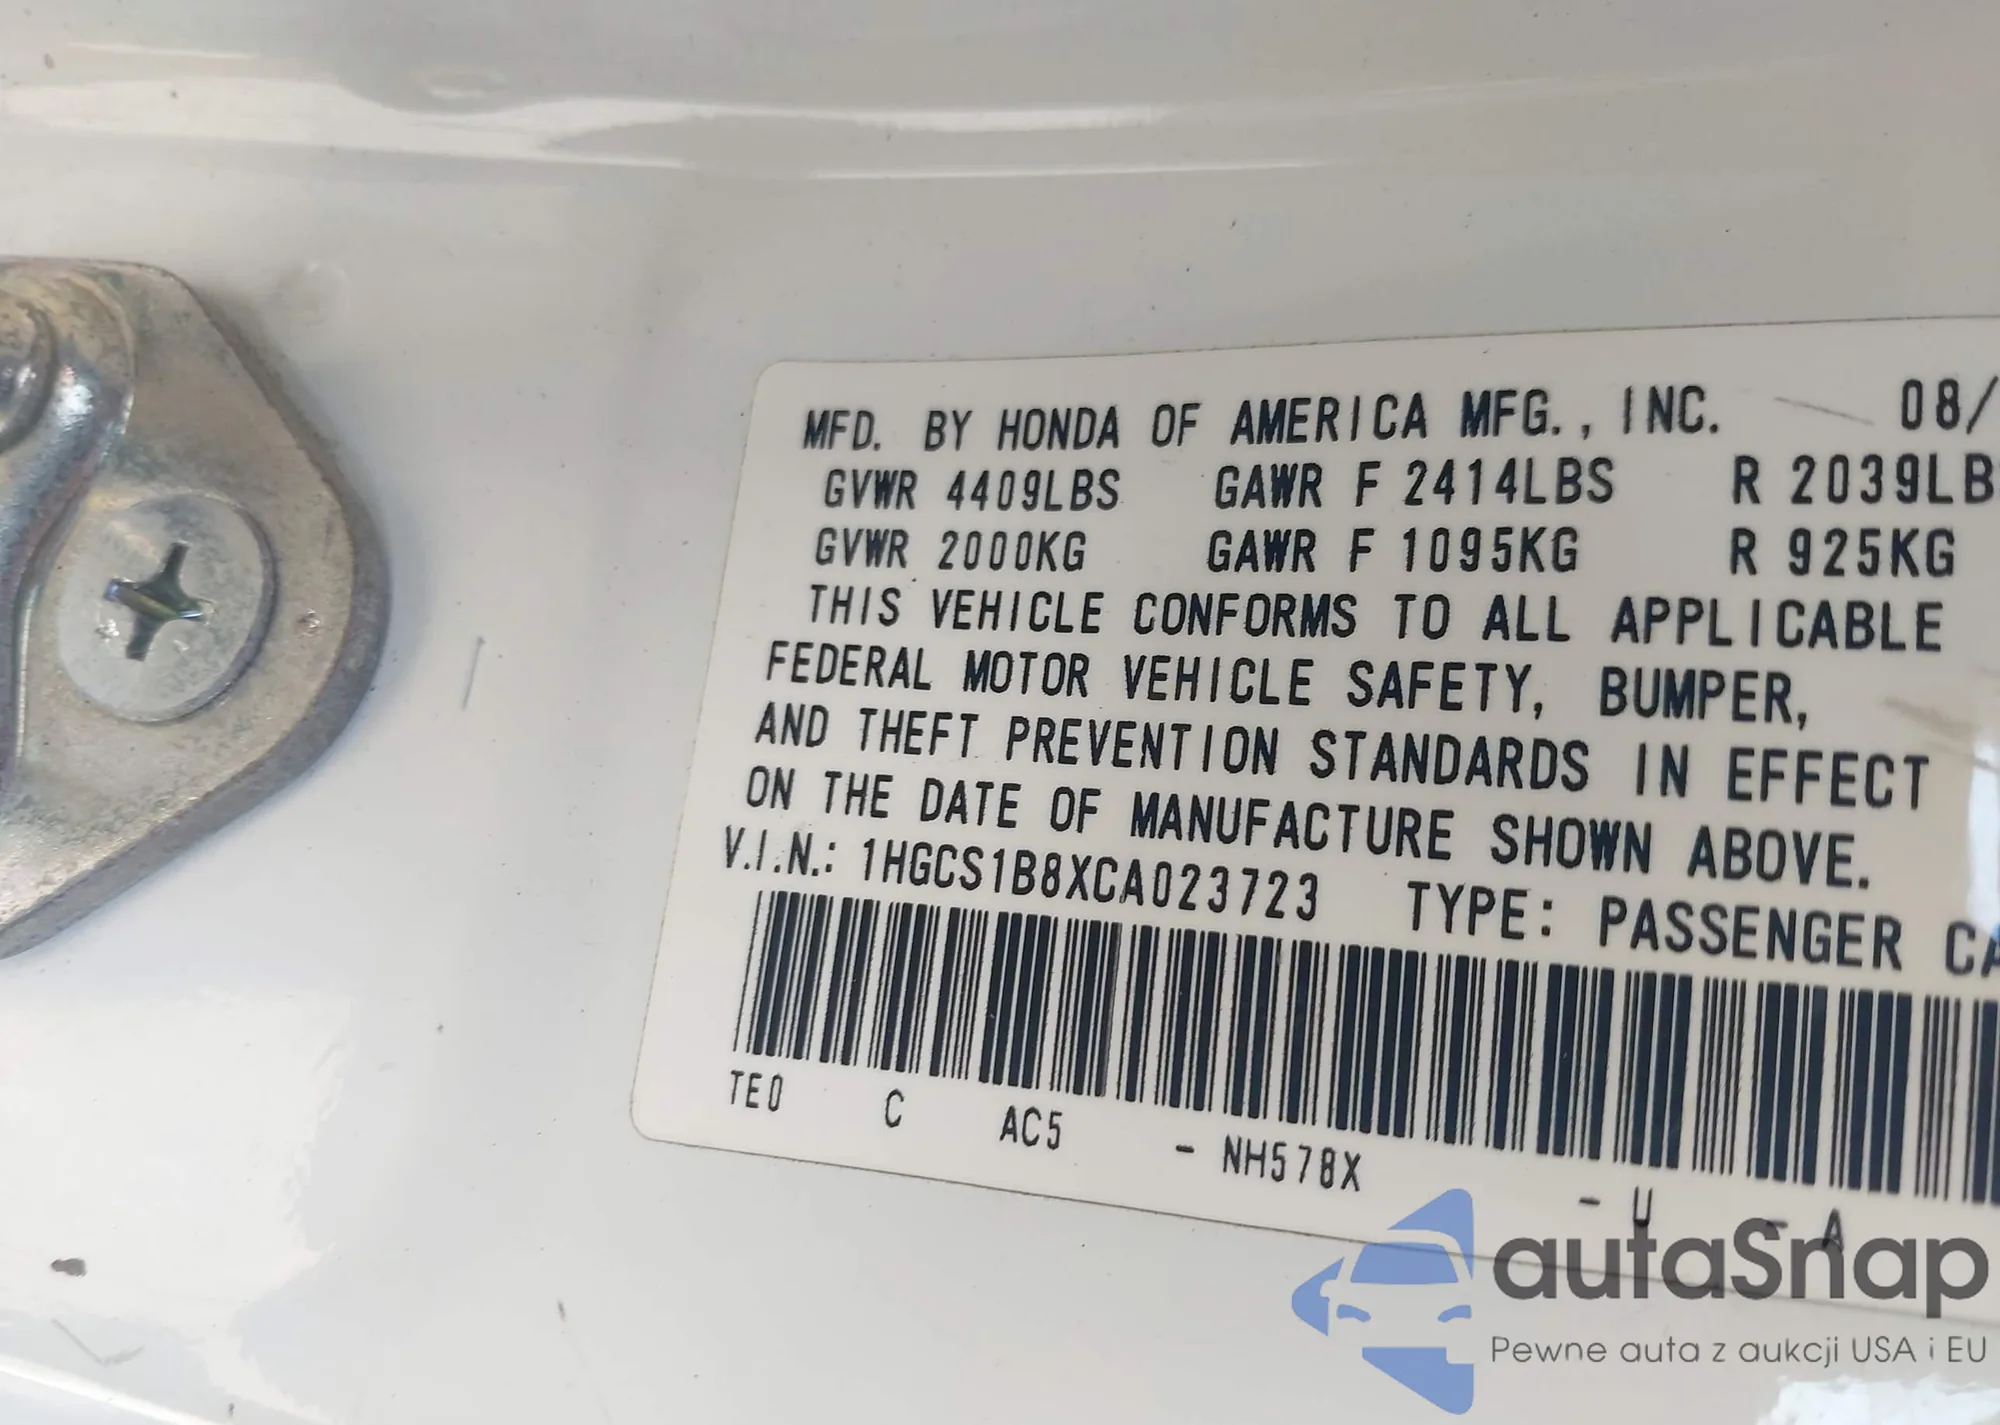 MFD. BY HONDA OF AMERICA MFG., INC. 08/
GVWR 4409LBS GAWR F 2414LBS R 2039LB
GVWR 2000KG GAWR F 1095KG R 925KG
THIS VEHICLE CONFORMS TO ALL APPLICABLE
FEDERAL MOTOR VEHICLE SAFETY, BUMPER,
AND THEFT PREVENTION STANDARDS IN EFFECT
ON THE DATE OF MANUFACTURE SHOWN ABOVE.
V.I.N.: 1HGCS1B8XCA023723 TYPE: PASSENGER CA
TE0 C AC5 - NH578X - U - A
autaSnap
Pewne auta z aukcji USA i EU